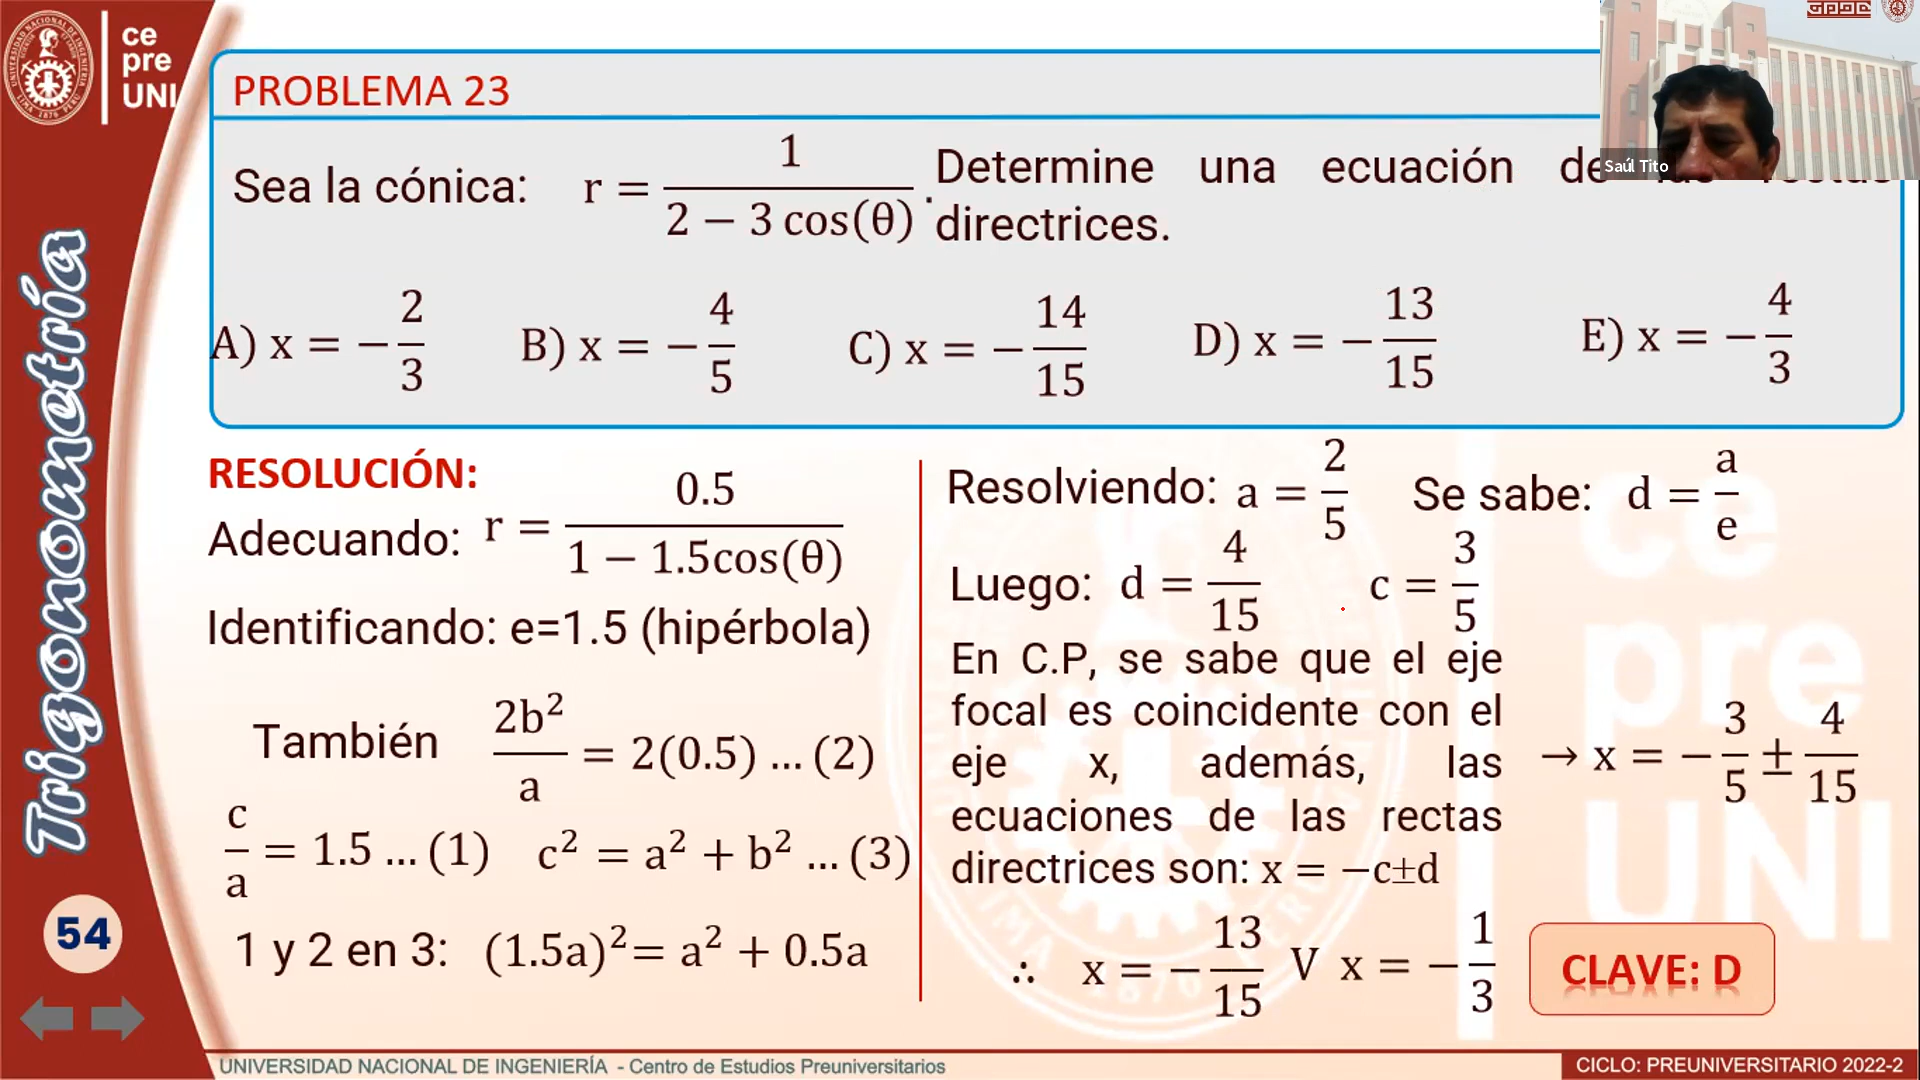 ce
pre
UNI
PROBLEMA 23
Sea la cónica: r = 1 / (2 − 3 cos(θ)). Determine una ecuación de
directrices.
A) x = − 2/3 B) x = − 4/5 C) x = − 14/15 D) x = − 13/15 E) x = − 4/3
Saúl Tito
Trigonometría
54
RESOLUCIÓN:
Adecuando: r = 0.5 / (1 − 1.5cos(θ))
Identificando: e=1.5 (hipérbola)
También 2b²/a = 2(0.5) ... (2)
c/a = 1.5 ... (1) c² = a² + b² ... (3)
1 y 2 en 3: (1.5a)² = a² + 0.5a
Resolviendo: a = 2/5 Se sabe: d = a/e
Luego: d = 4/15 c = 3/5
En C.P, se sabe que el eje
focal es coincidente con el
eje x, además, las
ecuaciones de las rectas
directrices son: x = −c±d
→ x = − 3/5 ± 4/15
∴ x = − 13/15 V x = − 1/3
CLAVE: D
UNIVERSIDAD NACIONAL DE INGENIERÍA - Centro de Estudios Preuniversitarios
CICLO: PREUNIVERSITARIO 2022-2